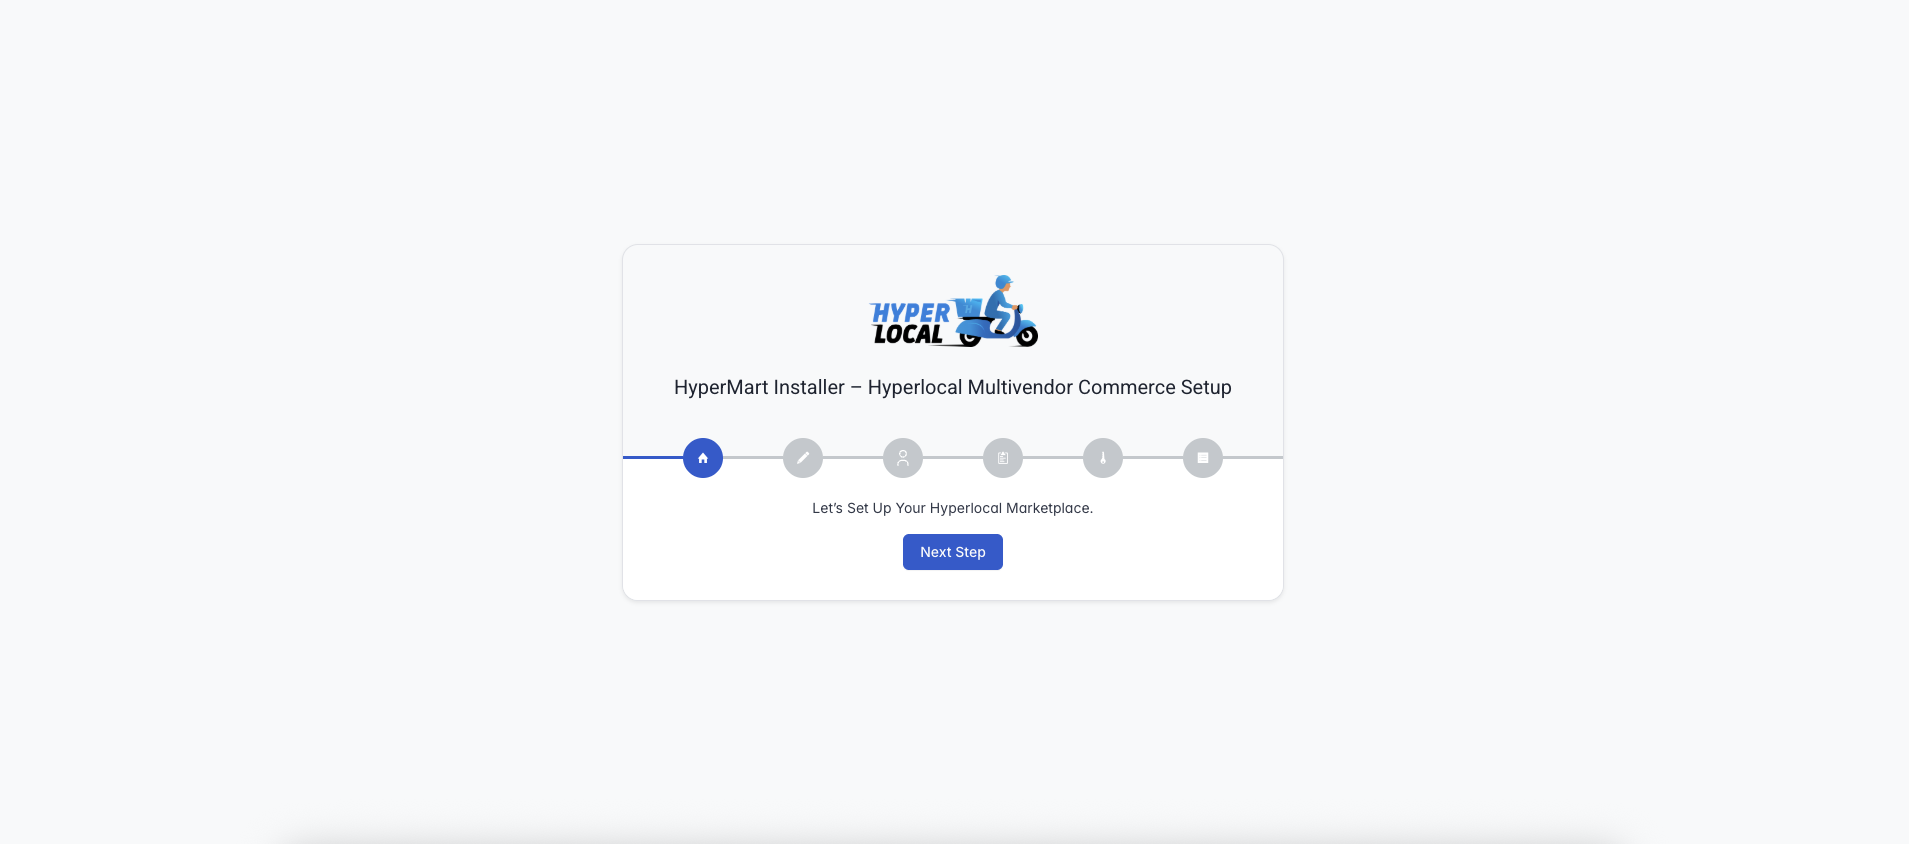 HYPER
LOCAL
HyperMart Installer – Hyperlocal Multivendor Commerce Setup
Let’s Set Up Your Hyperlocal Marketplace.
Next Step